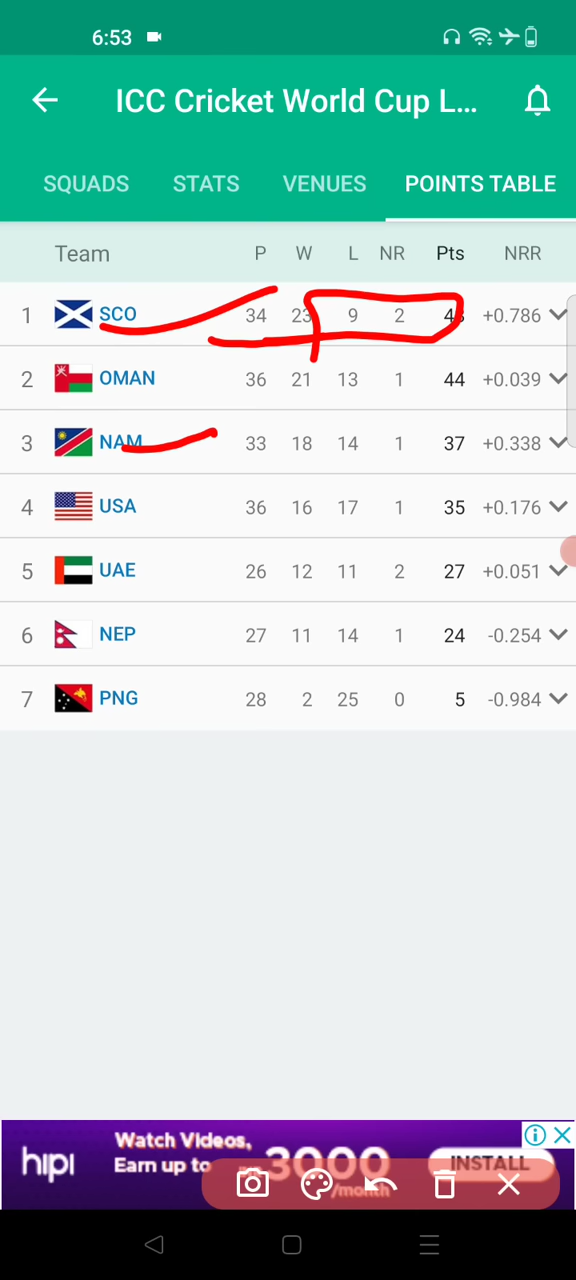 6:53
ICC Cricket World Cup L...
SQUADS STATS VENUES POINTS TABLE
Team P W L NR Pts NRR
1 SCO 34 23 9 2 48 +0.786
2 OMAN 36 21 13 1 44 +0.039
3 NAM 33 18 14 1 37 +0.338
4 USA 36 16 17 1 35 +0.176
5 UAE 26 12 11 2 27 +0.051
6 NEP 27 11 14 1 24 -0.254
7 PNG 28 2 25 0 5 -0.984
hipi
Watch Videos,
Earn up to 3000
/month
INSTALL